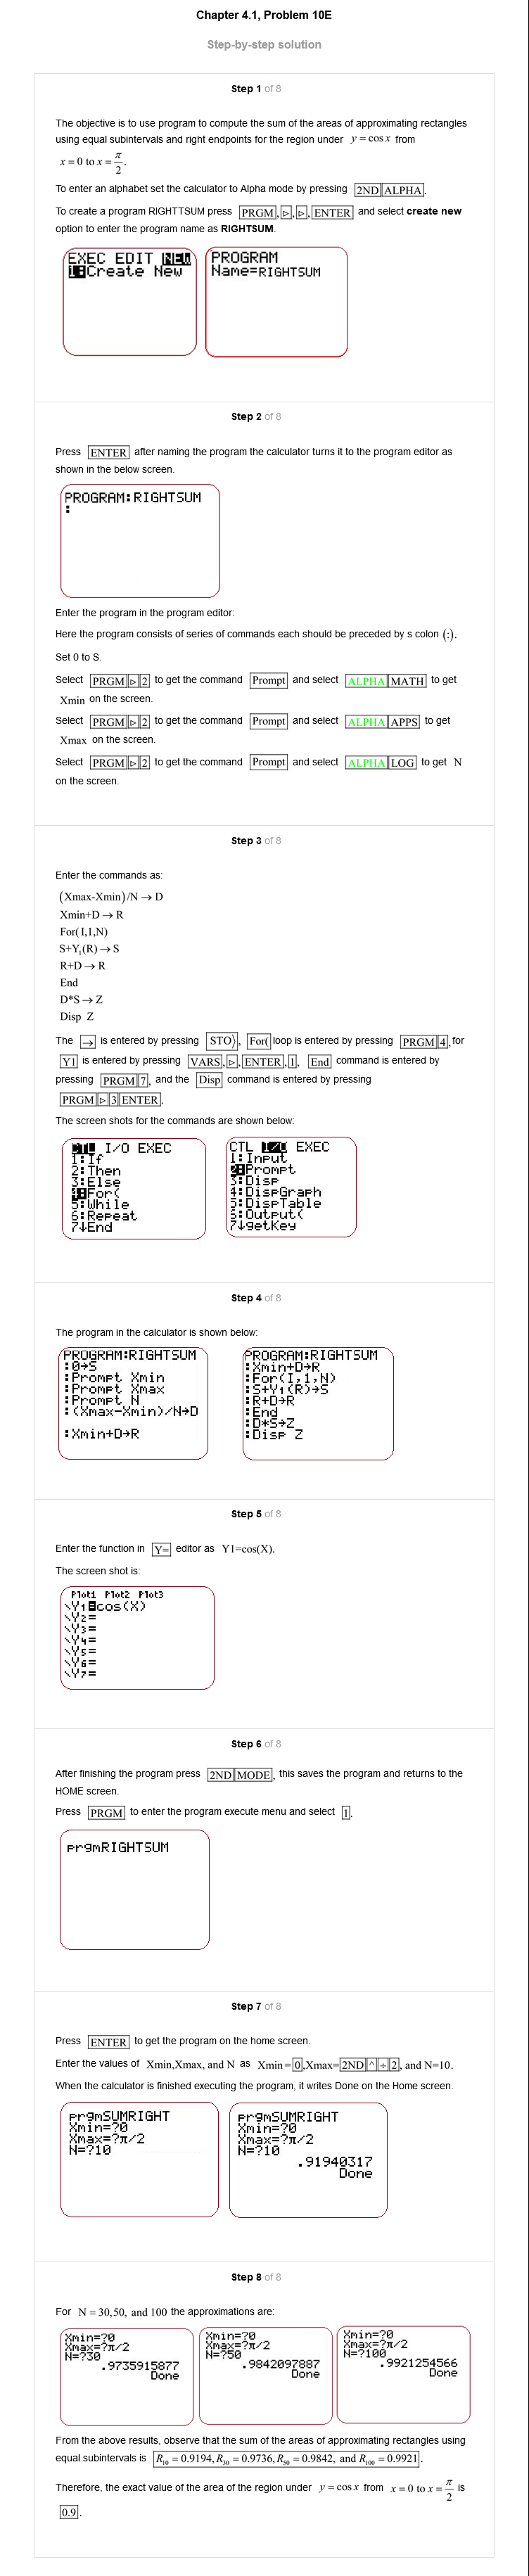 Chapter 4.1, Problem 10E
Step-by-step solution
Step 1 of 8
The objective is to use program to compute the sum of the areas of approximating rectangles
using equal subintervals and right endpoints for the region under y = cos x from
x = 0 to x = π/2.
To enter an alphabet set the calculator to Alpha mode by pressing 2ND ALPHA.
To create a program RIGHTTSUM press PRGM, ▷, ▷, ENTER and select create new
option to enter the program name as RIGHTSUM.
EXEC EDIT NEW
1:Create New
PROGRAM
Name=RIGHTSUM
Step 2 of 8
Press ENTER after naming the program the calculator turns it to the program editor as
shown in the below screen.
PROGRAM:RIGHTSUM
:
Enter the program in the program editor:
Here the program consists of series of commands each should be preceded by s colon (:).
Set 0 to S.
Select PRGM ▷ 2 to get the command Prompt and select ALPHA MATH to get
Xmin on the screen.
Select PRGM ▷ 2 to get the command Prompt and select ALPHA APPS to get
Xmax on the screen.
Select PRGM ▷ 2 to get the command Prompt and select ALPHA LOG to get N
on the screen.
Step 3 of 8
Enter the commands as:
(Xmax-Xmin)/N → D
Xmin+D → R
For(I,1,N)
S+Y₁(R) → S
R+D → R
End
D*S → Z
Disp Z
The → is entered by pressing STO⟩, For( loop is entered by pressing PRGM 4, for
Y1 is entered by pressing VARS, ▷, ENTER, 1, End command is entered by
pressing PRGM 7, and the Disp command is entered by pressing
PRGM ▷ 3 ENTER.
The screen shots for the commands are shown below:
CTL I/O EXEC
1:If
2:Then
3:Else
4:For(
5:While
6:Repeat
7↓End
CTL I/O EXEC
1:Input
2:Prompt
3:Disp
4:DispGraph
5:DispTable
6:Output(
7↓getKey
Step 4 of 8
The program in the calculator is shown below:
PROGRAM:RIGHTSUM
:0→S
:Prompt Xmin
:Prompt Xmax
:Prompt N
:(Xmax-Xmin)/N→D
:Xmin+D→R
PROGRAM:RIGHTSUM
:Xmin+D→R
:For(I,1,N)
:S+Y₁(R)→S
:R+D→R
:End
:D*S→Z
:Disp Z
Step 5 of 8
Enter the function in Y= editor as Y1=cos(X).
The screen shot is:
Plot1 Plot2 Plot3
\Y₁=cos(X)
\Y₂=
\Y₃=
\Y₄=
\Y₅=
\Y₆=
\Y₇=
Step 6 of 8
After finishing the program press 2ND MODE, this saves the program and returns to the
HOME screen.
Press PRGM to enter the program execute menu and select 1.
prgmRIGHTSUM
Step 7 of 8
Press ENTER to get the program on the home screen.
Enter the values of Xmin,Xmax, and N as Xmin=0,Xmax=2ND ^ ÷ 2, and N=10.
When the calculator is finished executing the program, it writes Done on the Home screen.
prgmSUMRIGHT
Xmin=?0
Xmax=?π/2
N=?10
prgmSUMRIGHT
Xmin=?0
Xmax=?π/2
N=?10
.91940317
Done
Step 8 of 8
For N = 30,50, and 100 the approximations are:
Xmin=?0
Xmax=?π/2
N=?30
.9735915877
Done
Xmin=?0
Xmax=?π/2
N=?50
.9842097887
Done
Xmin=?0
Xmax=?π/2
N=?100
.9921254566
Done
From the above results, observe that the sum of the areas of approximating rectangles using
equal subintervals is R₁₀ = 0.9194, R₃₀ = 0.9736, R₅₀ = 0.9842, and R₁₀₀ = 0.9921.
Therefore, the exact value of the area of the region under y = cos x from x = 0 to x = π/2 is
0.9.